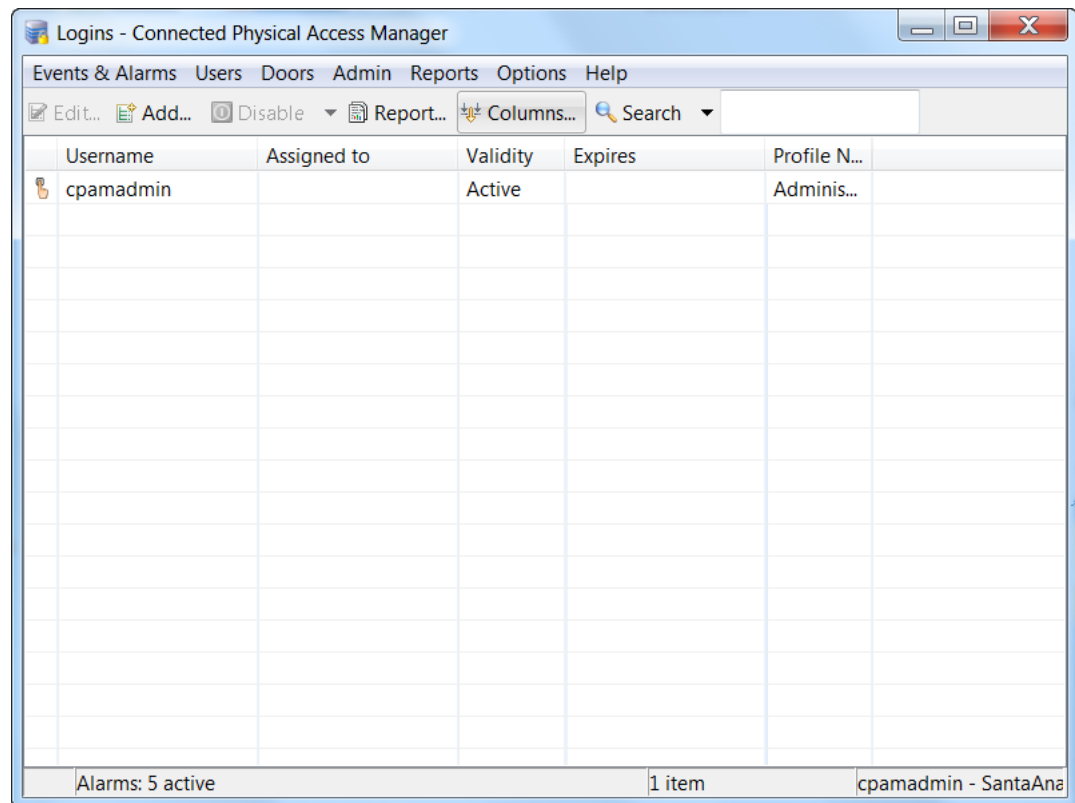 Logins - Connected Physical Access Manager
Events & Alarms Users Doors Admin Reports Options Help
Edit... Add... Disable Report... Columns... Search
Username Assigned to Validity Expires Profile N...
cpamadmin Active Adminis...
Alarms: 5 active 1 item cpamadmin - SantaAna